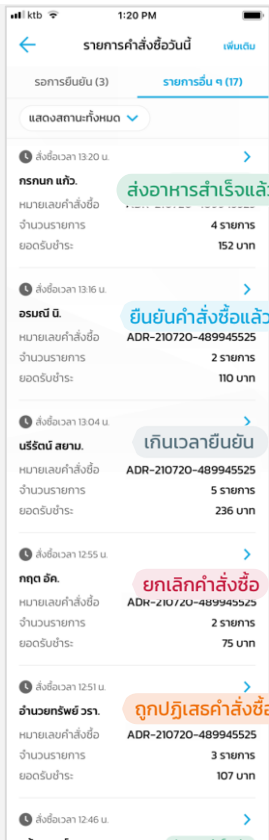 ktb 1:20 PM
รายการคำสั่งซื้อวันนี้ เพิ่มเติม
รอการยืนยัน (3) รายการอื่น ๆ (17)
แสดงสถานะทั้งหมด
สั่งซื้อเวลา 13:20 น.
กรกนก แก้ว. ส่งอาหารสำเร็จแล้ว
หมายเลขคำสั่งซื้อ
จำนวนรายการ 4 รายการ
ยอดรับชำระ: 152 บาท
สั่งซื้อเวลา 13:16 น.
อรมณี นิ. ยืนยันคำสั่งซื้อแล้ว
หมายเลขคำสั่งซื้อ ADR-210720-489945525
จำนวนรายการ 2 รายการ
ยอดรับชำระ: 110 บาท
สั่งซื้อเวลา 13:04 น.
นรีรัตน์ สยาม. เกินเวลายืนยัน
หมายเลขคำสั่งซื้อ ADR-210720-489945525
จำนวนรายการ 5 รายการ
ยอดรับชำระ: 236 บาท
สั่งซื้อเวลา 12:55 น.
กฤต อัค. ยกเลิกคำสั่งซื้อ
หมายเลขคำสั่งซื้อ ADR-210720-489945525
จำนวนรายการ 2 รายการ
ยอดรับชำระ: 75 บาท
สั่งซื้อเวลา 12:51 น.
อำนวยทรัพย์ วรา. ถูกปฏิเสธคำสั่งซื้อ
หมายเลขคำสั่งซื้อ ADR-210720-489945525
จำนวนรายการ 3 รายการ
ยอดรับชำระ: 107 บาท
สั่งซื้อเวลา 12:46 น.